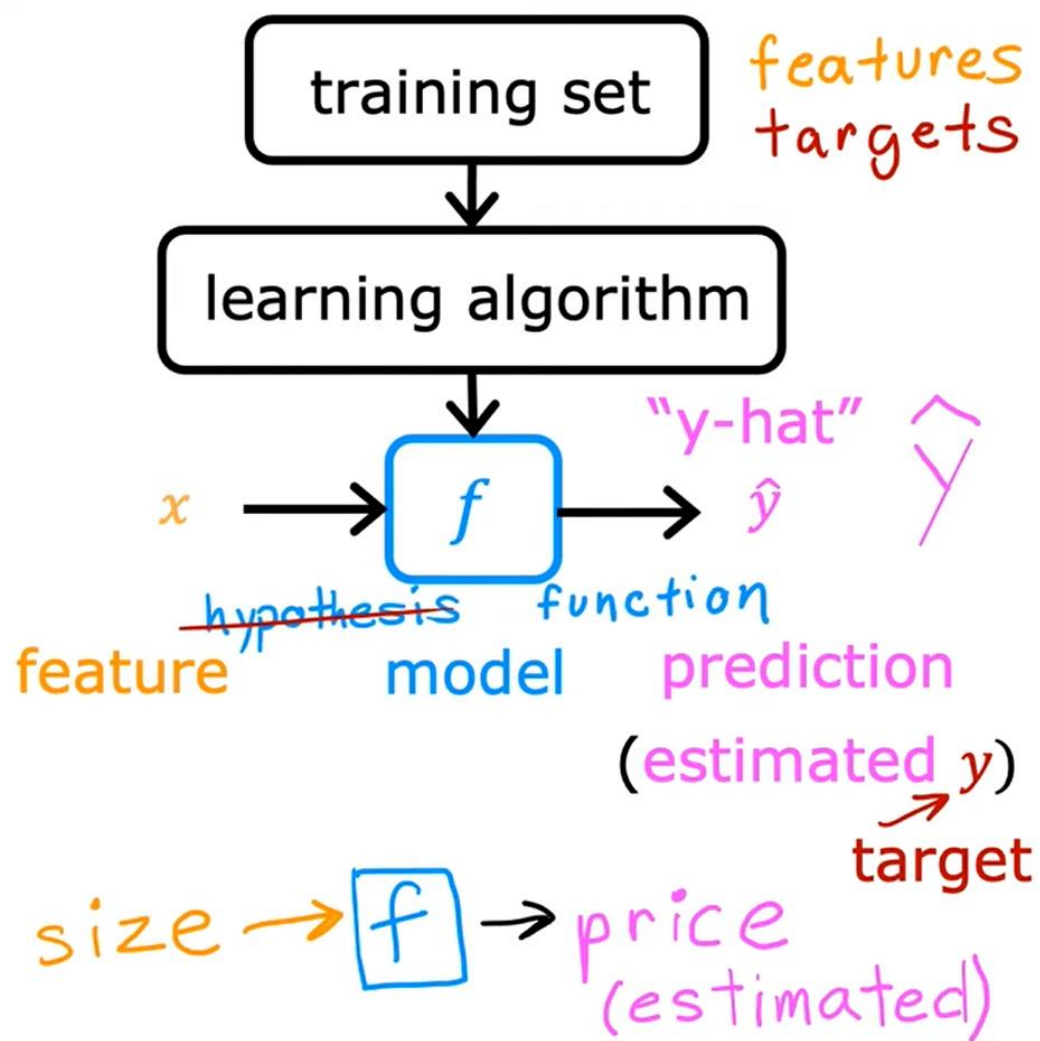 training set
features
targets
learning algorithm
“y-hat”
x f ŷ ŷ
hypothesis function
feature model prediction
(estimated y)
target
size f price
(estimated)